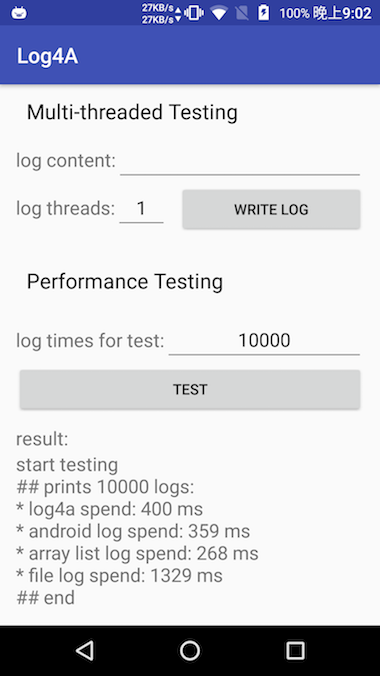 27KB/s
27KB/s
100% 晚上9:02
Log4A
Multi-threaded Testing
log content:
log threads: 1 WRITE LOG
Performance Testing
log times for test: 10000
TEST
result:
start testing
## prints 10000 logs:
* log4a spend: 400 ms
* android log spend: 359 ms
* array list log spend: 268 ms
* file log spend: 1329 ms
## end